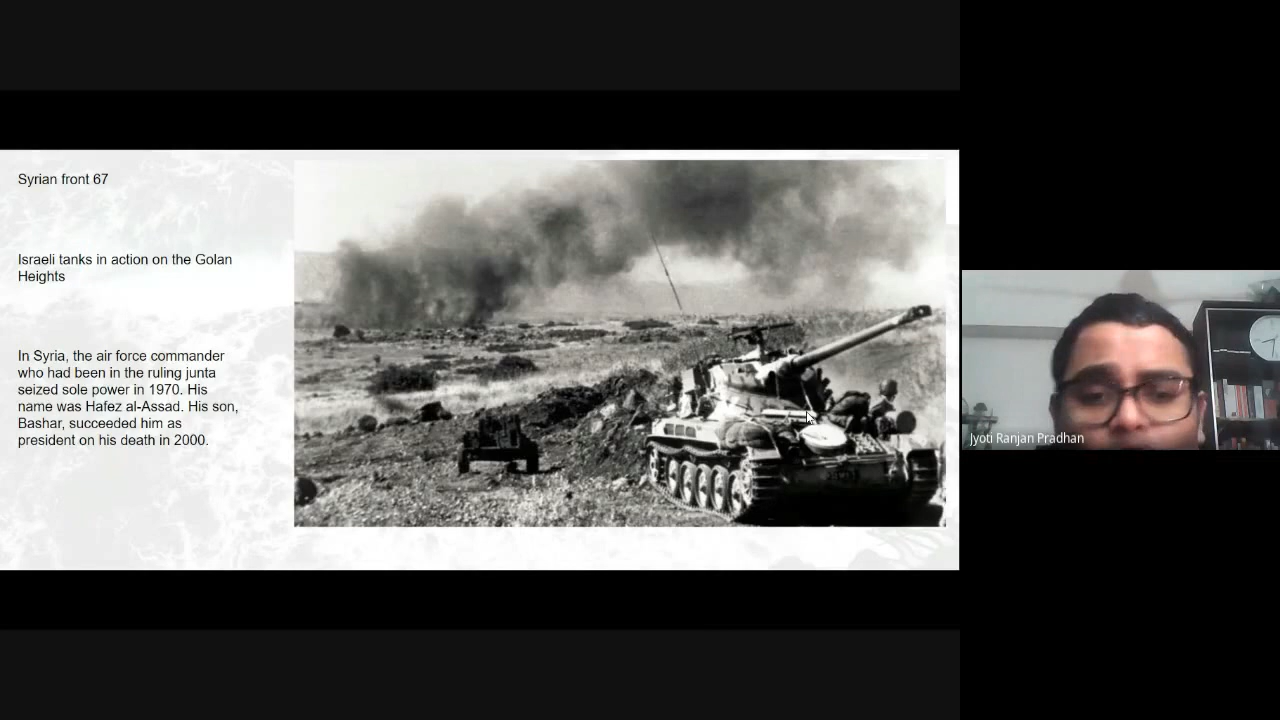 Syrian front 67
Israeli tanks in action on the Golan
Heights
In Syria, the air force commander
who had been in the ruling junta
seized sole power in 1970. His
name was Hafez al-Assad. His son,
Bashar, succeeded him as
president on his death in 2000.
Jyoti Ranjan Pradhan